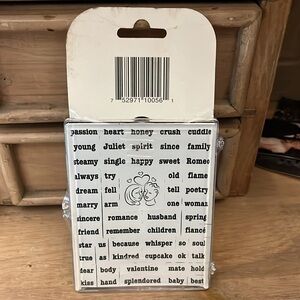 7 52971 10056 1
passion heart honey crush cuddle
young Juliet spirit since family
steamy single happy sweet Romeo
always try old flame
dream fell tell poetry
marry arm one woman
sincere romance husband spring
friend remember children fiancé
star us because whisper so soul
true as kindred cupcake ok talk
dear body valentine mate hold
kiss hand splendored baby best